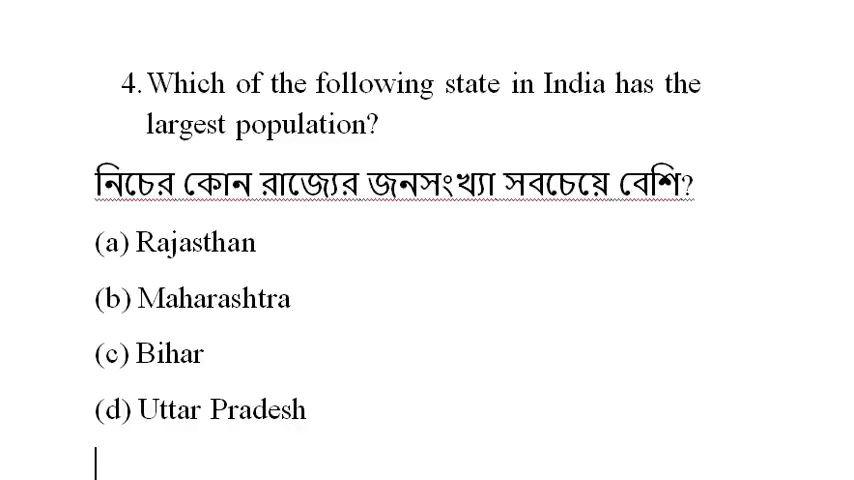 4. Which of the following state in India has the
largest population?
নিচের কোন রাজ্যের জনসংখ্যা সবচেয়ে বেশি?
(a) Rajasthan
(b) Maharashtra
(c) Bihar
(d) Uttar Pradesh